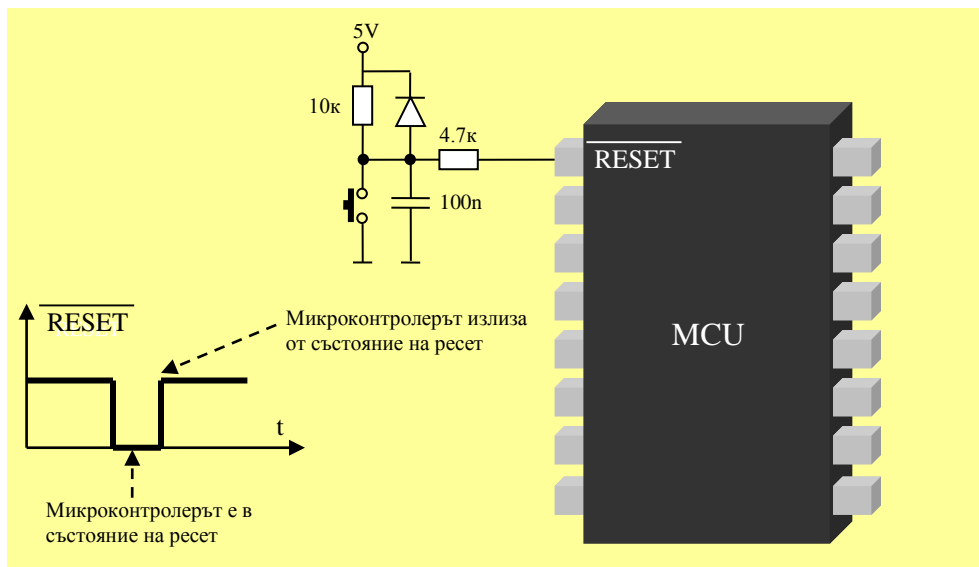 5V
10к
4.7к
100n
RESET
MCU
RESET
Микроконтролерът излиза
от състояние на ресет
t
Микроконтролерът е в
състояние на ресет